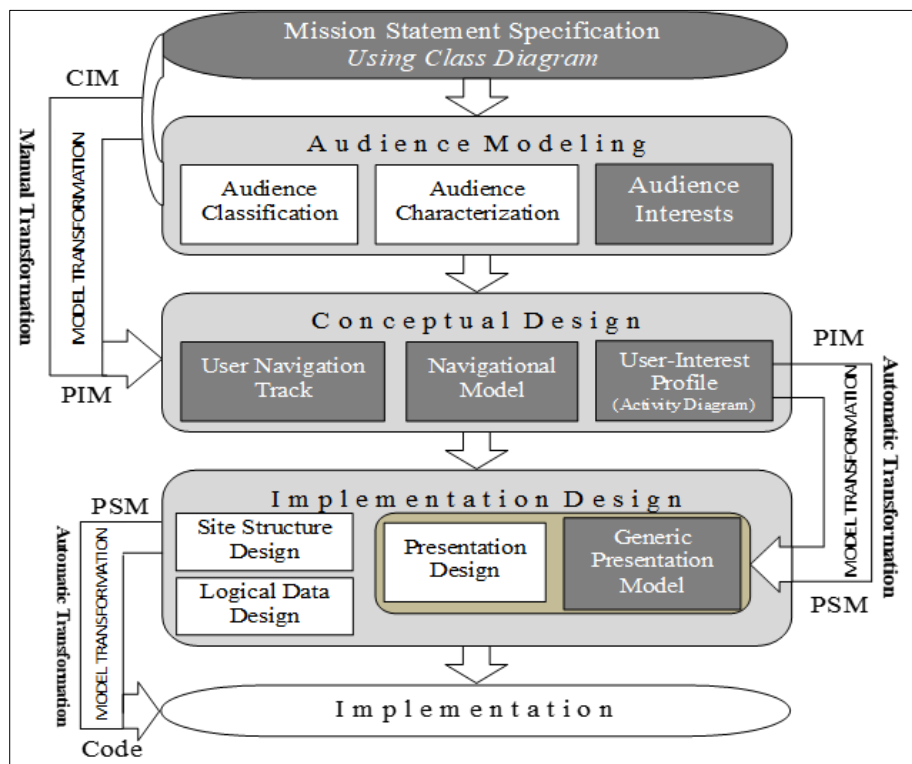 Mission Statement Specification
Using Class Diagram
CIM
Manual Transformation
MODEL TRANSFORMATION
PIM
Audience Modeling
Audience
Classification
Audience
Characterization
Audience
Interests
Conceptual Design
User Navigation
Track
Navigational
Model
User-Interest
Profile
(Activity Diagram)
PIM
MODEL TRANSFORMATION
Automatic Transformation
PSM
Implementation Design
Site Structure
Design
Logical Data
Design
Presentation
Design
Generic
Presentation
Model
PSM
Automatic Transformation
MODEL TRANSFORMATION
Code
Implementation